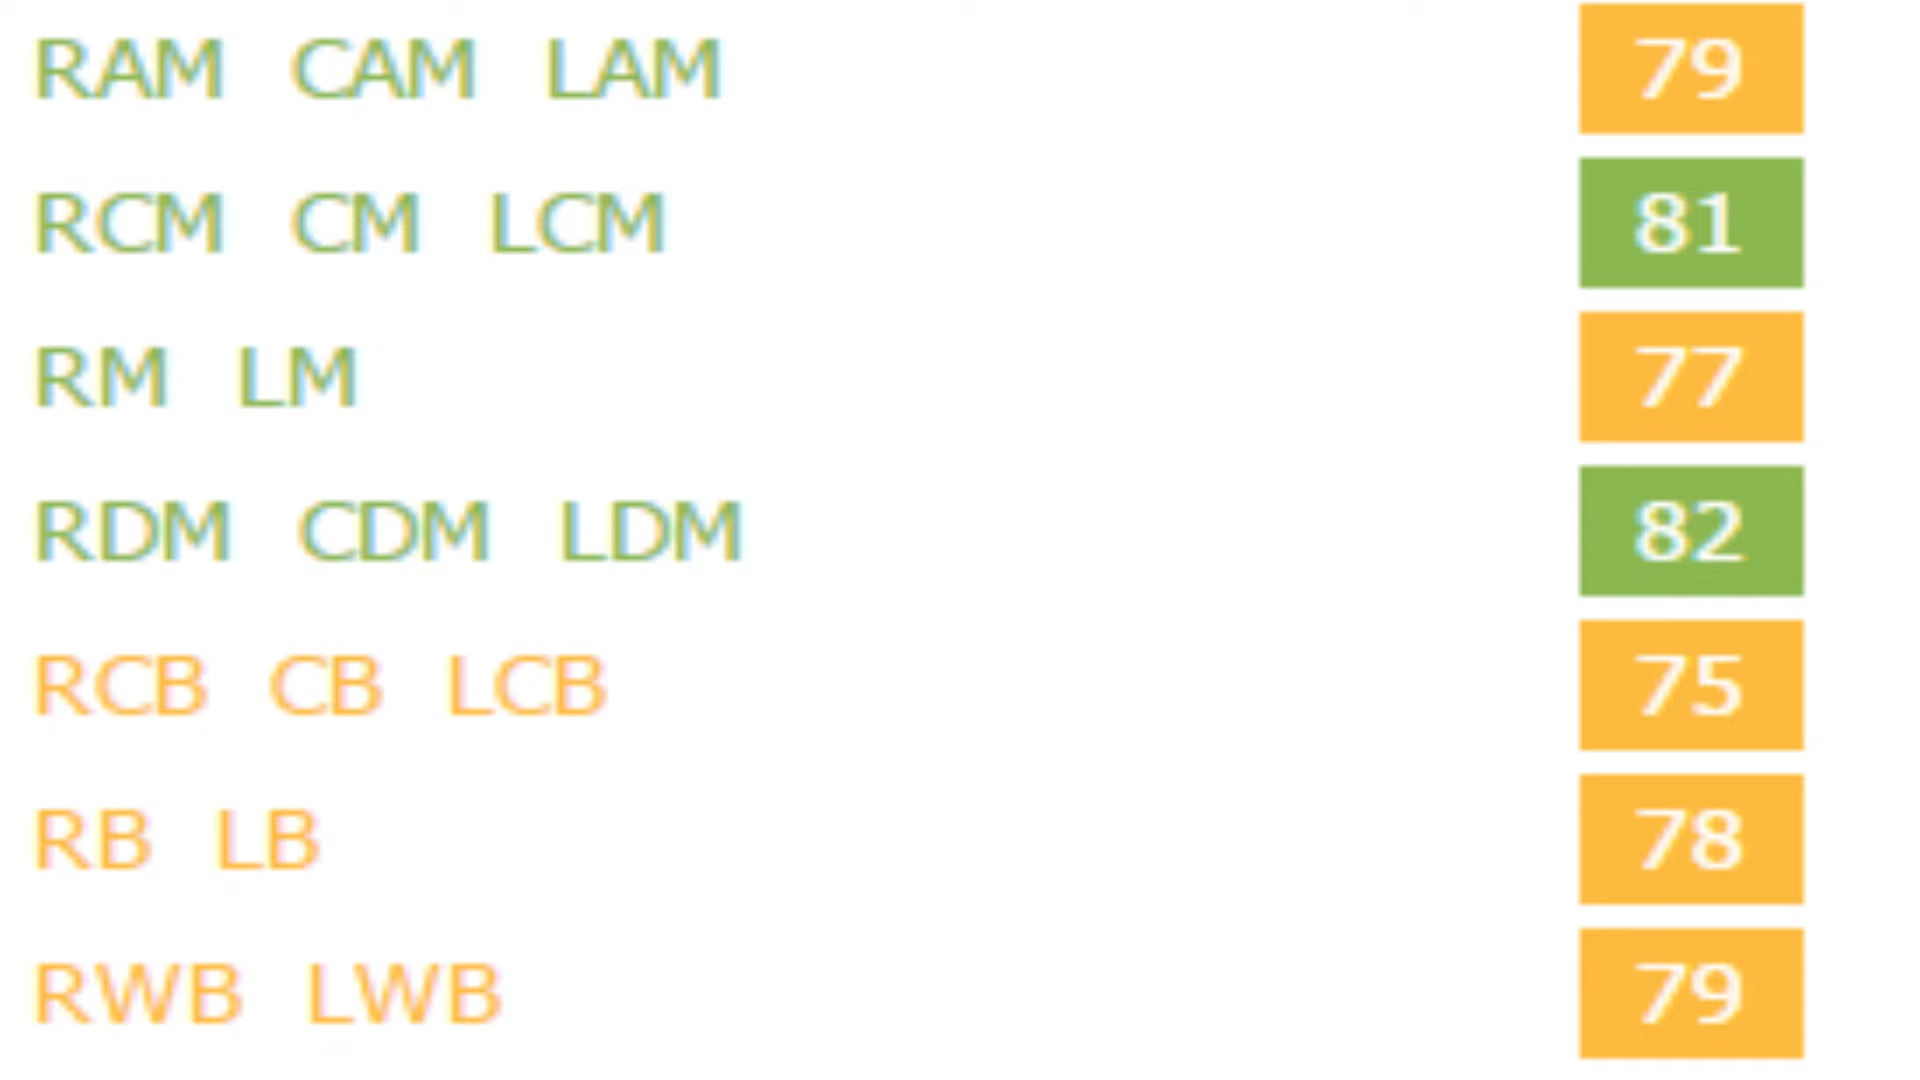 RAM CAM LAM 79
RCM CM LCM 81
RM LM 77
RDM CDM LDM 82
RCB CB LCB 75
RB LB 78
RWB LWB 79